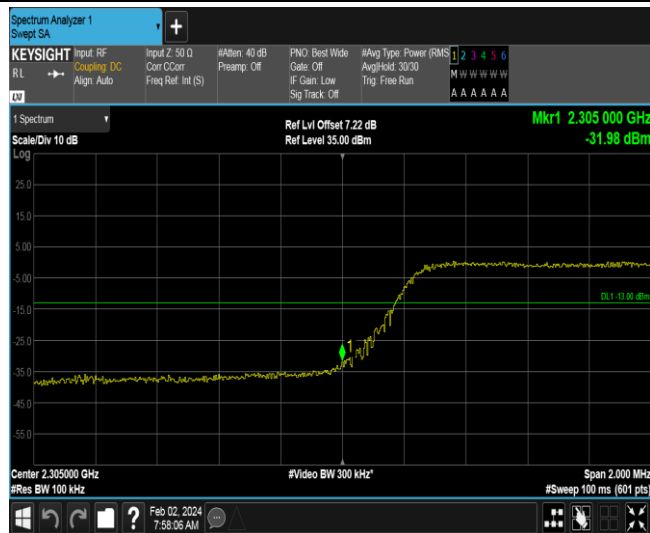 Spectrum Analyzer 1
Swept SA
+
KEYSIGHT
RL
LXI
Input: RF
Coupling: DC
Align: Auto
Input Z: 50 Ω
Corr CCorr
Freq Ref: Int (S)
#Atten: 40 dB
Preamp: Off
PNO: Best Wide
Gate: Off
IF Gain: Low
Sig Track: Off
#Avg Type: Power (RMS
Avg|Hold: 30/30
Trig: Free Run
1 2 3 4 5 6
M W W W W W
A A A A A A
1 Spectrum
Scale/Div 10 dB
Log
Ref Lvl Offset 7.22 dB
Ref Level 35.00 dBm
Mkr1 2.305 000 GHz
-31.98 dBm
25.0
15.0
5.00
-5.00
DL1 -13.00 dBm
-15.0
1
-25.0
-35.0
-45.0
-55.0
Center 2.305000 GHz
#Res BW 100 kHz
#Video BW 300 kHz*
Span 2.000 MHz
#Sweep 100 ms (601 pts)
?
Feb 02, 2024
7:58:06 AM